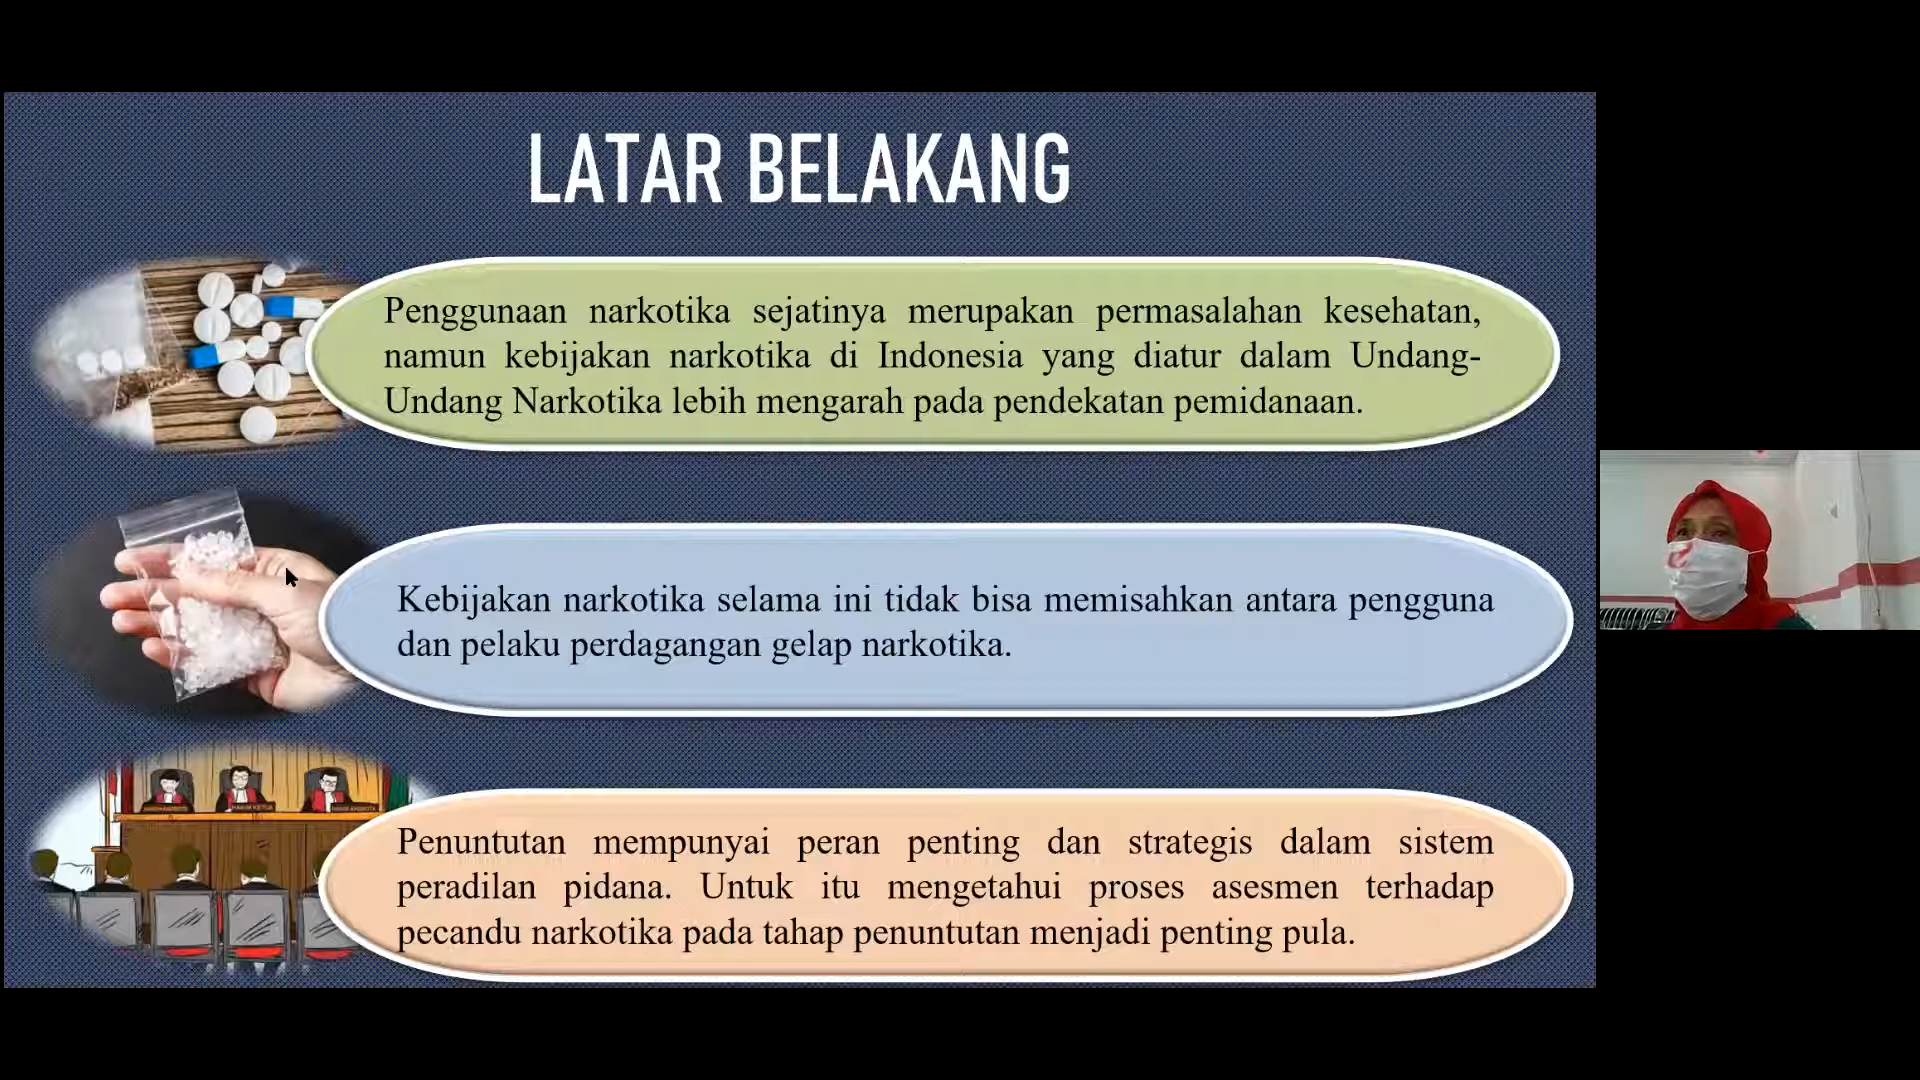 LATAR BELAKANG
Penggunaan narkotika sejatinya merupakan permasalahan kesehatan,
namun kebijakan narkotika di Indonesia yang diatur dalam Undang-
Undang Narkotika lebih mengarah pada pendekatan pemidanaan.
Kebijakan narkotika selama ini tidak bisa memisahkan antara pengguna
dan pelaku perdagangan gelap narkotika.
Penuntutan mempunyai peran penting dan strategis dalam sistem
peradilan pidana. Untuk itu mengetahui proses asesmen terhadap
pecandu narkotika pada tahap penuntutan menjadi penting pula.